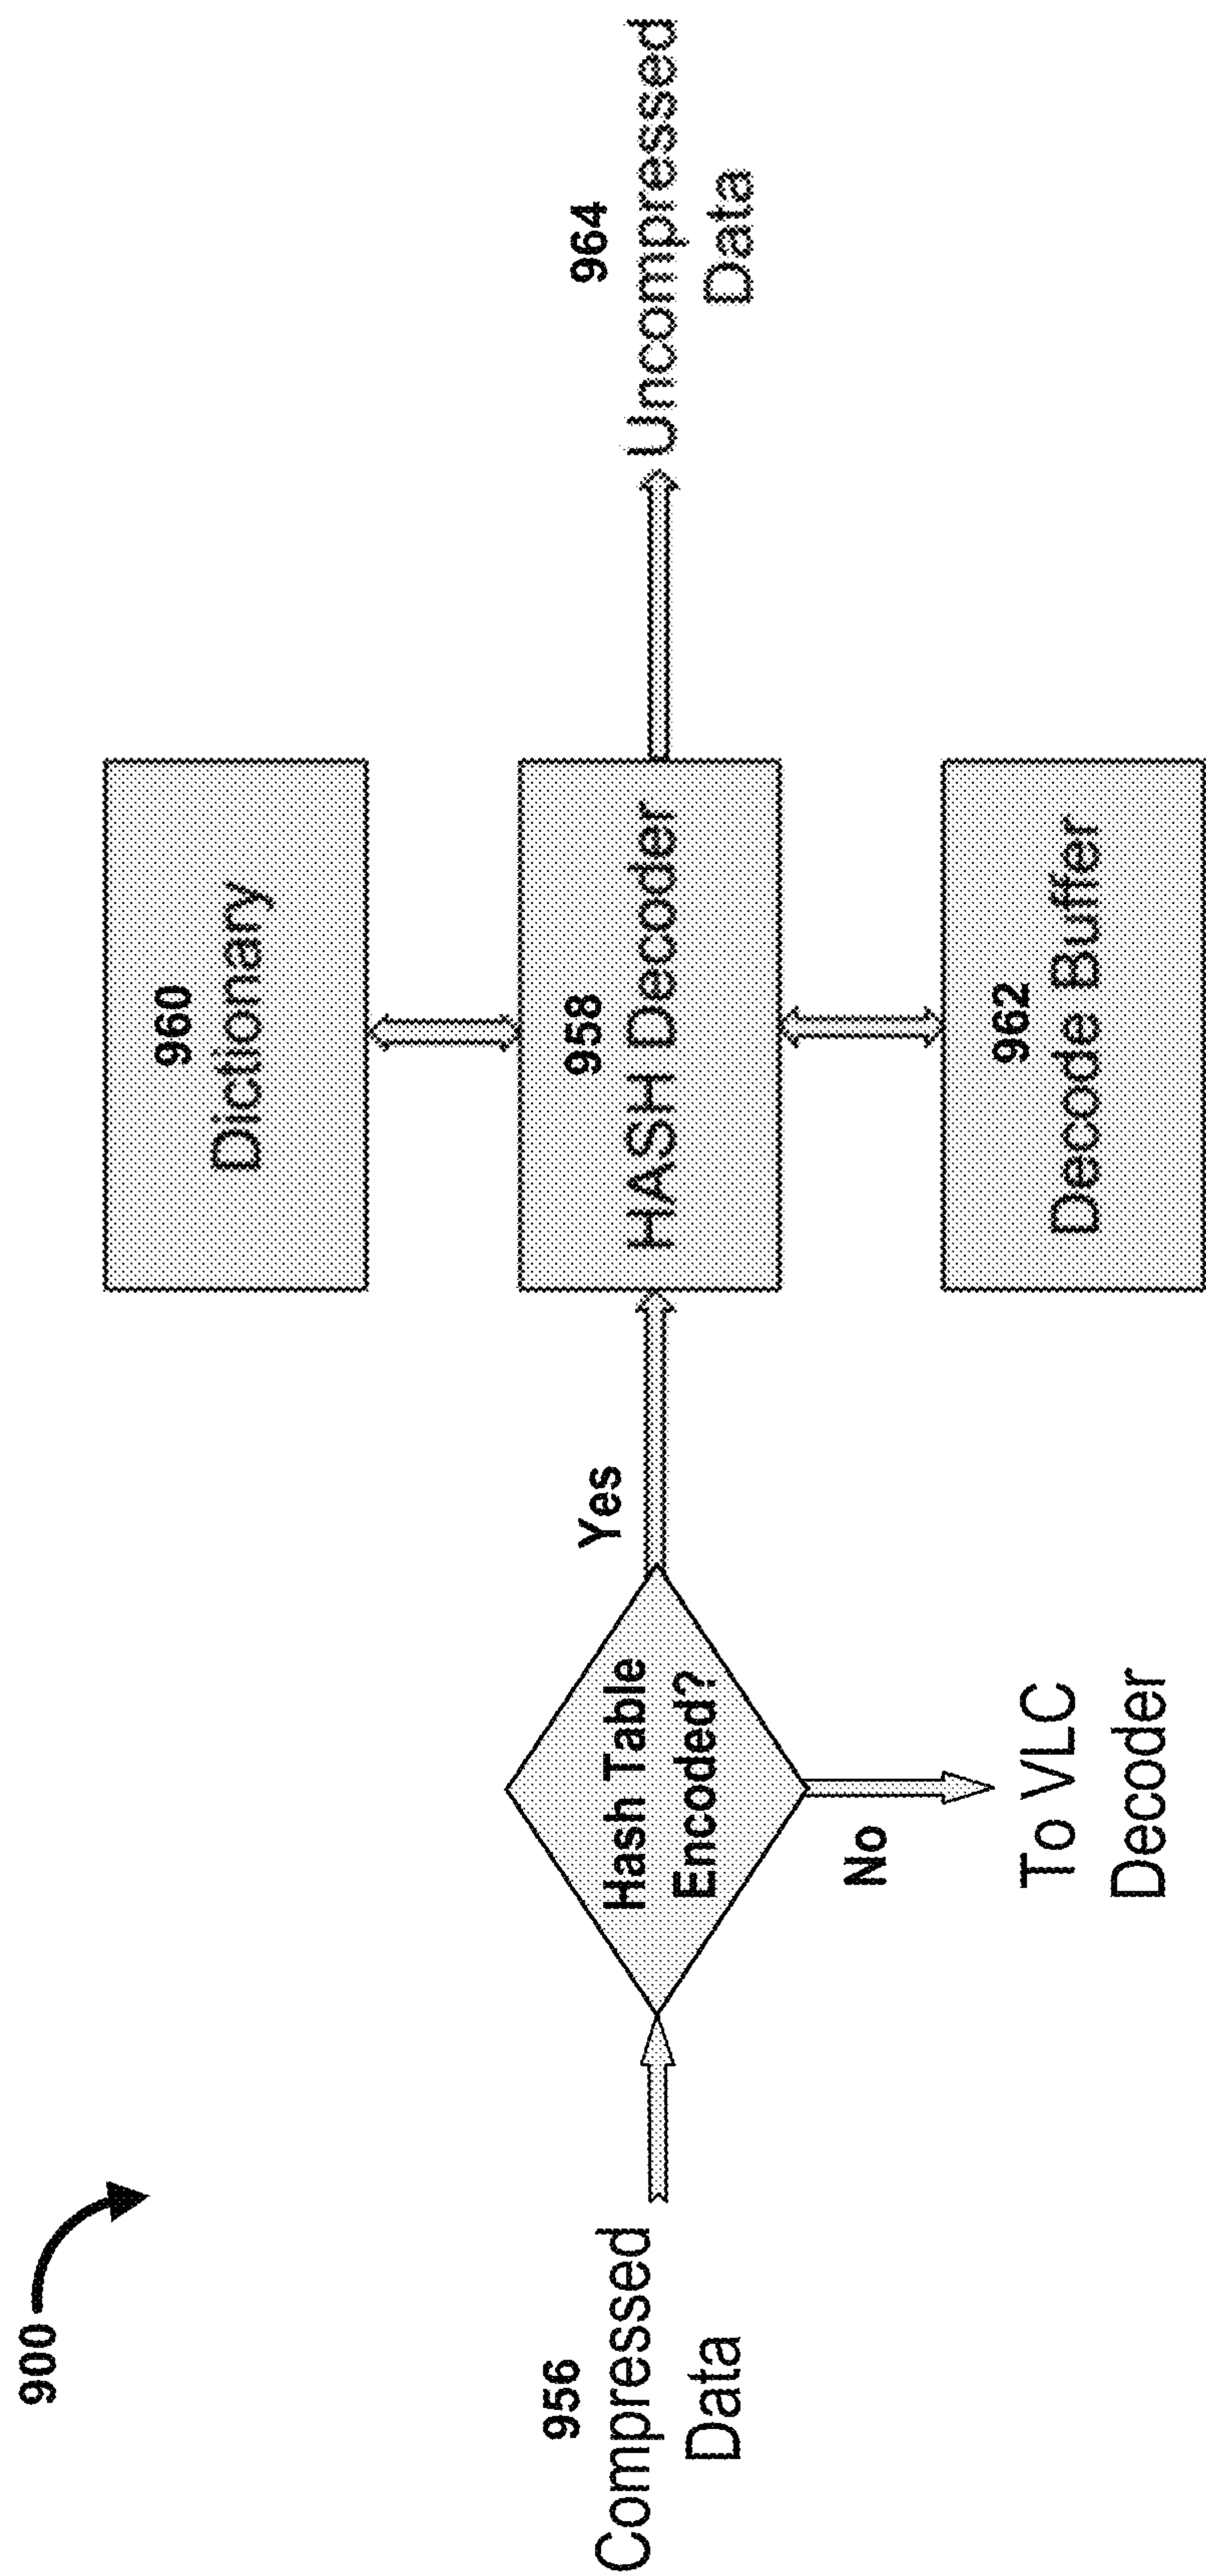 900
956
Compressed
Data
Hash Table
Encoded?
Yes
No
To VLC
Decoder
960
Dictionary
958
HASH Decoder
962
Decode Buffer
964
Uncompressed
Data